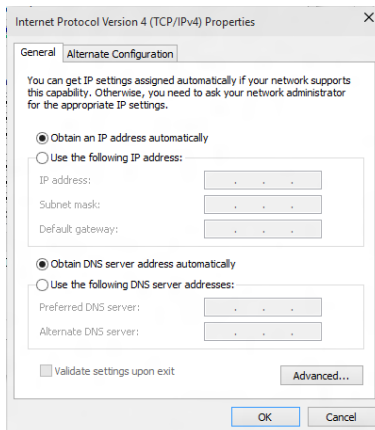 Internet Protocol Version 4 (TCP/IPv4) Properties
General
Alternate Configuration
You can get IP settings assigned automatically if your network supports
this capability. Otherwise, you need to ask your network administrator
for the appropriate IP settings.
Obtain an IP address automatically
Use the following IP address:
IP address:
Subnet mask:
Default gateway:
Obtain DNS server address automatically
Use the following DNS server addresses:
Preferred DNS server:
Alternate DNS server:
Validate settings upon exit
Advanced...
OK
Cancel